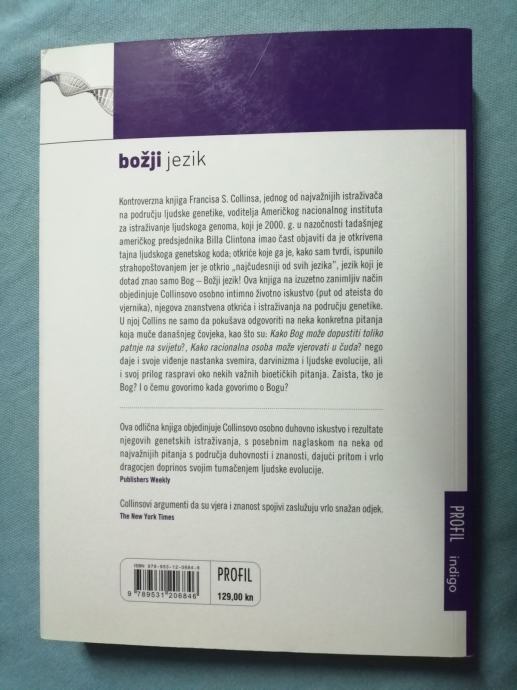 božji jezik
Kontroverzna knjiga Francisa S. Collinsa, jednog od najvažnijih istraživača
na području ljudske genetike, voditelja Američkog nacionalnog instituta
za istraživanje ljudskoga genoma, koji je 2000. g. u nazočnosti tadašnjeg
američkog predsjednika Billa Clintona imao čast objaviti da je otkrivena
tajna ljudskoga genetskog koda; otkriće koje ga je, kako sam tvrdi, ispunilo
strahopoštovanjem jer je otkrio „najčudesniji od svih jezika", jezik koji je
dotad znao samo Bog – Božji jezik! Ova knjiga na izuzetno zanimljiv način
objedinjuje Collinsovo osobno intimno životno iskustvo (put od ateista do
vjernika), njegova znanstvena otkrića i istraživanja na području genetike.
U njoj Collins ne samo da pokušava odgovoriti na neka konkretna pitanja
koja muče današnjeg čovjeka, kao što su: Kako Bog može dopustiti toliko
patnje na svijetu?, Kako racionalna osoba može vjerovati u čuda? nego
daje i svoje viđenje nastanka svemira, darvinizma i ljudske evolucije, ali
i svoj prilog raspravi oko nekih važnih bioetičkih pitanja. Zaista, tko je
Bog? I o čemu govorimo kada govorimo o Bogu?
Ova odlična knjiga objedinjuje Collinsovo osobno duhovno iskustvo i rezultate
njegovih genetskih istraživanja, s posebnim naglaskom na neka od
najvažnijih pitanja s područja duhovnosti i znanosti, dajući pritom i vrlo
dragocjen doprinos svojim tumačenjem ljudske evolucije.
Publishers Weekly
Collinsovi argumenti da su vjera i znanost spojivi zaslužuju vrlo snažan odjek.
The New York Times
ISBN 978-953-12-0684-6
9 789531 206846
PROFIL
129,00 kn
PROFIL indigo